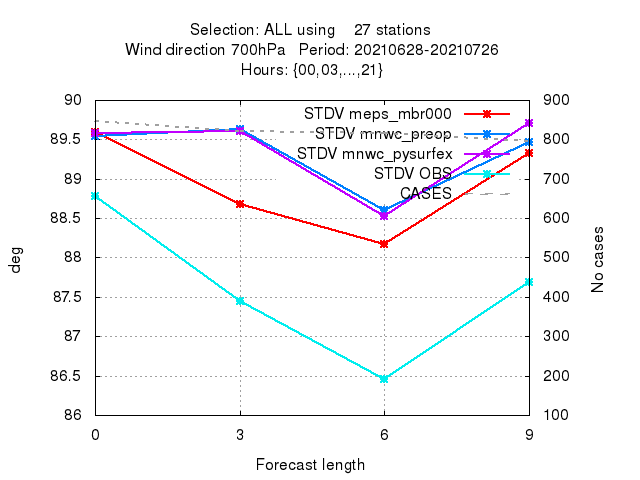 Selection: ALL using 27 stations
Wind direction 700hPa Period: 20210628-20210726
Hours: {00,03,...,21}
90
89.5
89
88.5
88
87.5
87
86.5
86
900
800
700
600
500
400
300
200
100
STDV meps_mbr000
STDV mnwc_preop
STDV mnwc_pysurfex
STDV OBS
CASES
deg
No cases
0 3 6 9
Forecast length